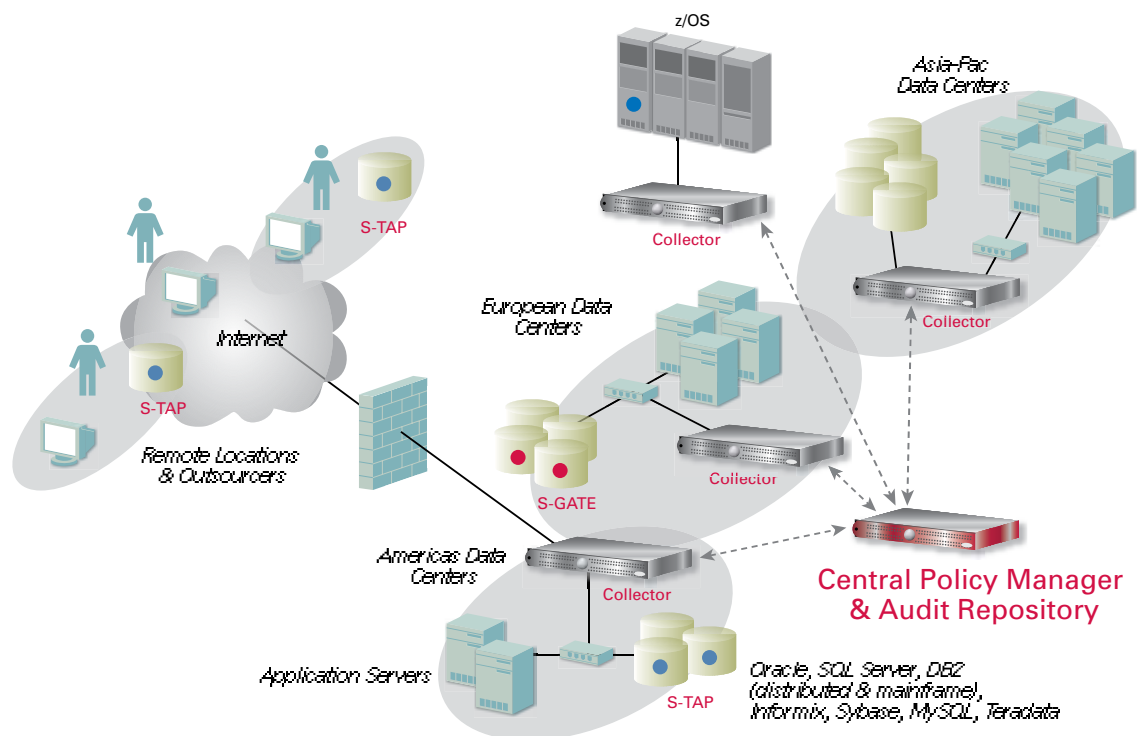 z/OS
Asia-Pac
Data Centers
S-TAP
Collector
European Data
Centers
Collector
Internet
S-TAP
Remote Locations
& Outsourcers
Collector
S-GATE
Americas Data
Centers
Collector
Central Policy Manager
& Audit Repository
Application Servers
S-TAP
Oracle, SQL Server, DB2
(distributed & mainframe),
Informix, Sybase, MySQL, Teradata